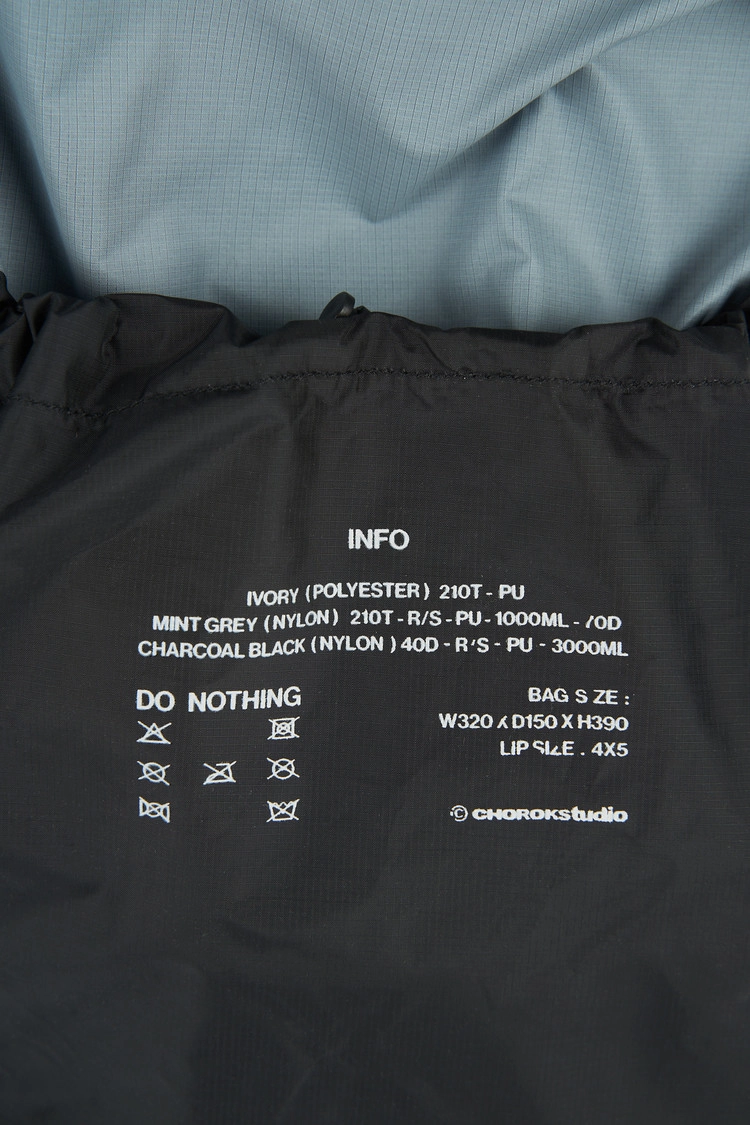 INFO
IVORY (POLYESTER) 210T - PU
MINT GREY (NYLON) 210T - R/S - PU - 1000ML - 70D
CHARCOAL BLACK (NYLON) 40D - R/S - PU - 3000ML
DO NOTHING
BAG SIZE :
W320 X D150 X H390
LIP SIZE : 4X5
© CHOROKstudio